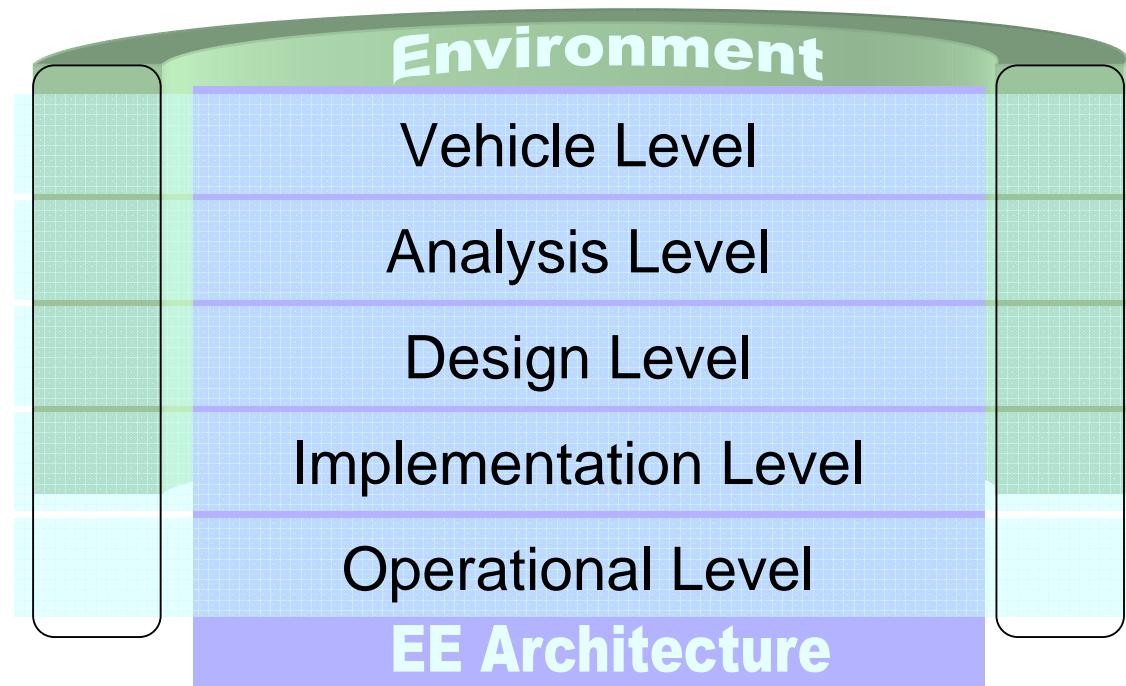 Environment
Vehicle Level
Analysis Level
Design Level
Implementation Level
Operational Level
EE Architecture